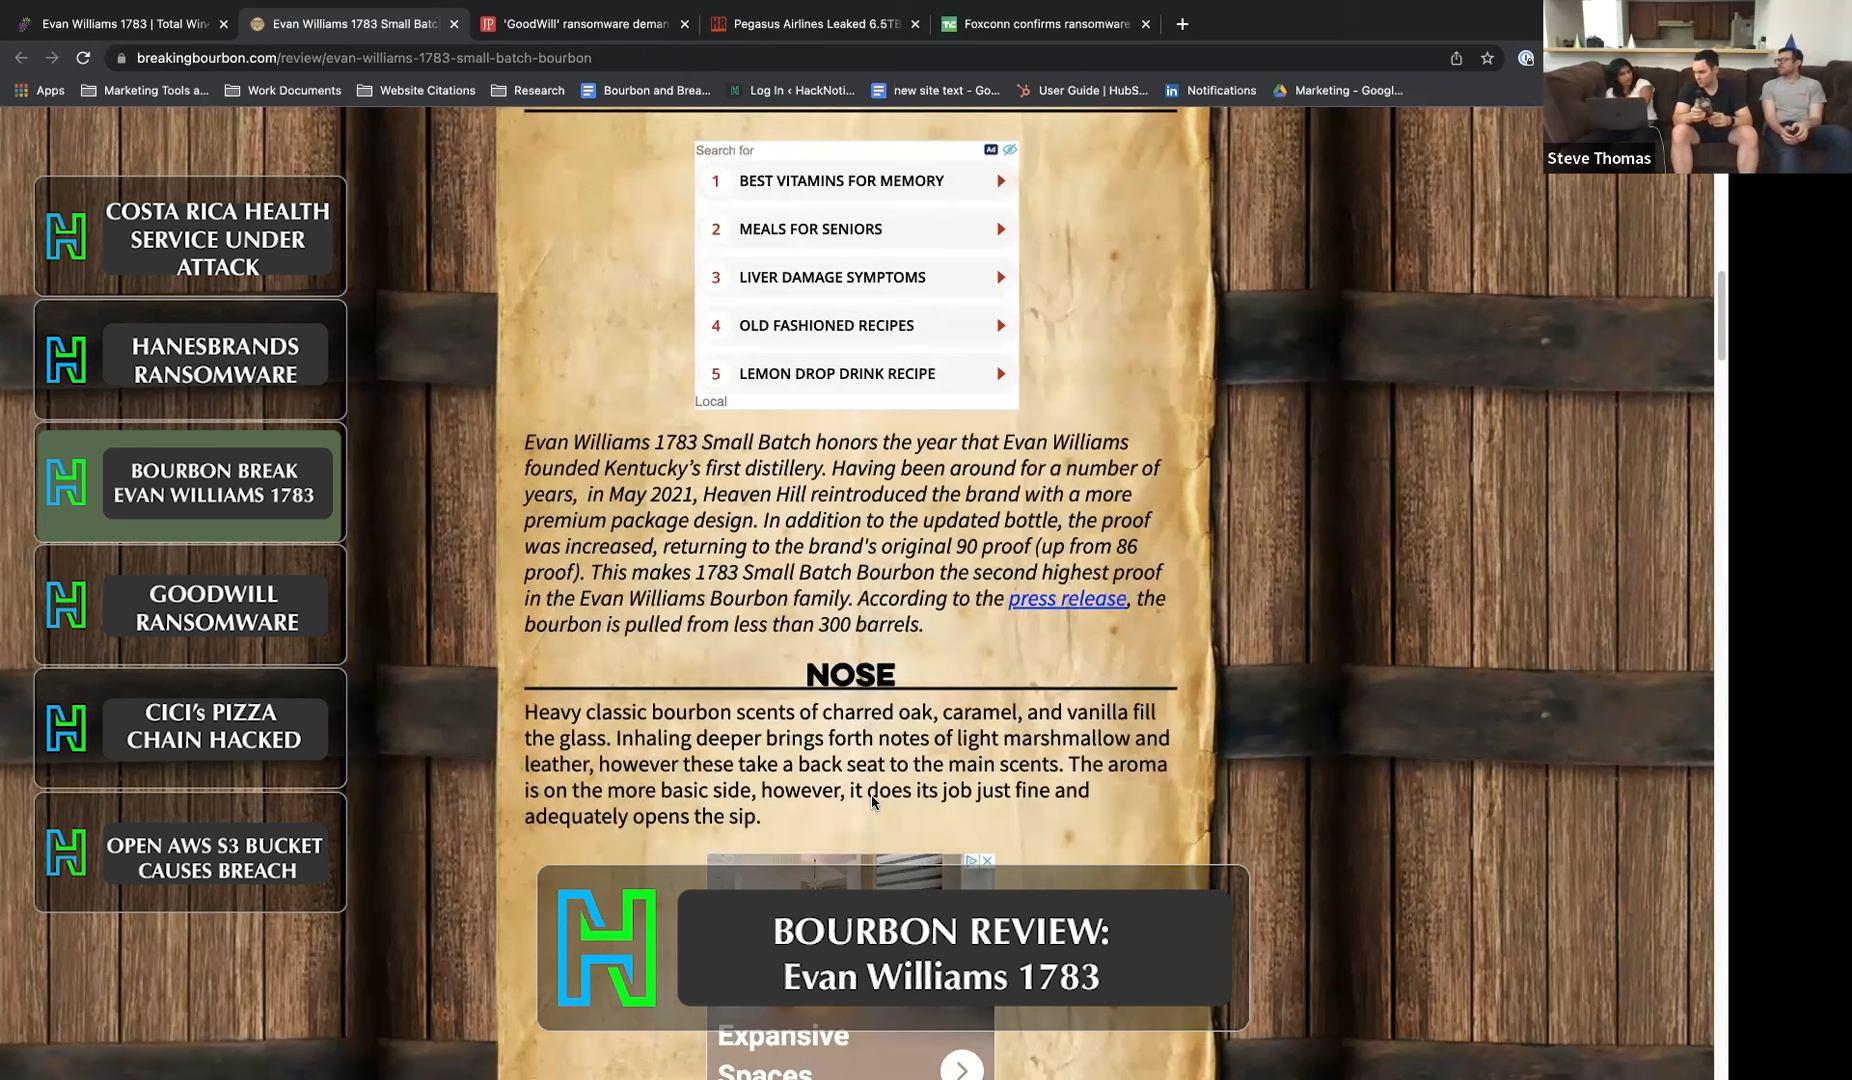 Evan Williams 1783 | Total Win
Evan Williams 1783 Small Batc
'GoodWill' ransomware deman
Pegasus Airlines Leaked 6.5TB
Foxconn confirms ransomware
breakingbourbon.com/review/evan-williams-1783-small-batch-bourbon
Apps
Marketing Tools a...
Work Documents
Website Citations
Research
Bourbon and Brea...
Log In ‹ HackNoti...
new site text - Go...
User Guide | HubS...
Notifications
Marketing - Googl...
Steve Thomas
COSTA RICA HEALTH
SERVICE UNDER
ATTACK
HANESBRANDS
RANSOMWARE
BOURBON BREAK
EVAN WILLIAMS 1783
GOODWILL
RANSOMWARE
CICI's PIZZA
CHAIN HACKED
OPEN AWS S3 BUCKET
CAUSES BREACH
Search for
Ad
1 BEST VITAMINS FOR MEMORY
2 MEALS FOR SENIORS
3 LIVER DAMAGE SYMPTOMS
4 OLD FASHIONED RECIPES
5 LEMON DROP DRINK RECIPE
Local
Evan Williams 1783 Small Batch honors the year that Evan Williams
founded Kentucky's first distillery. Having been around for a number of
years, in May 2021, Heaven Hill reintroduced the brand with a more
premium package design. In addition to the updated bottle, the proof
was increased, returning to the brand's original 90 proof (up from 86
proof). This makes 1783 Small Batch Bourbon the second highest proof
in the Evan Williams Bourbon family. According to the press release, the
bourbon is pulled from less than 300 barrels.
NOSE
Heavy classic bourbon scents of charred oak, caramel, and vanilla fill
the glass. Inhaling deeper brings forth notes of light marshmallow and
leather, however these take a back seat to the main scents. The aroma
is on the more basic side, however, it does its job just fine and
adequately opens the sip.
BOURBON REVIEW:
Evan Williams 1783
Expansive
Spaces